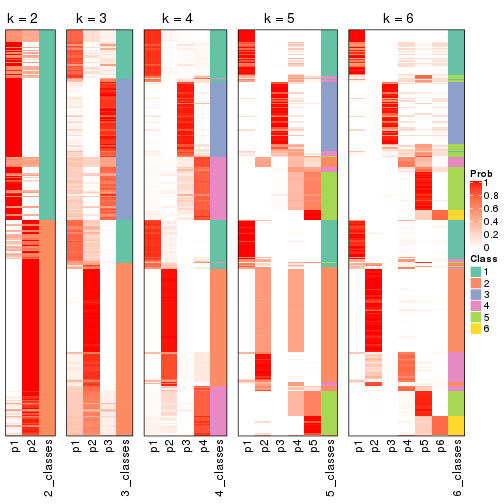 k = 2
k = 3
k = 4
k = 5
k = 6
p1
p2
2_classes
p1
p2
p3
3_classes
p1
p2
p3
p4
4_classes
p1
p2
p3
p4
p5
5_classes
p1
p2
p3
p4
p5
p6
6_classes
Prob
1
0.8
0.6
0.4
0.2
0
Class
1
2
3
4
5
6